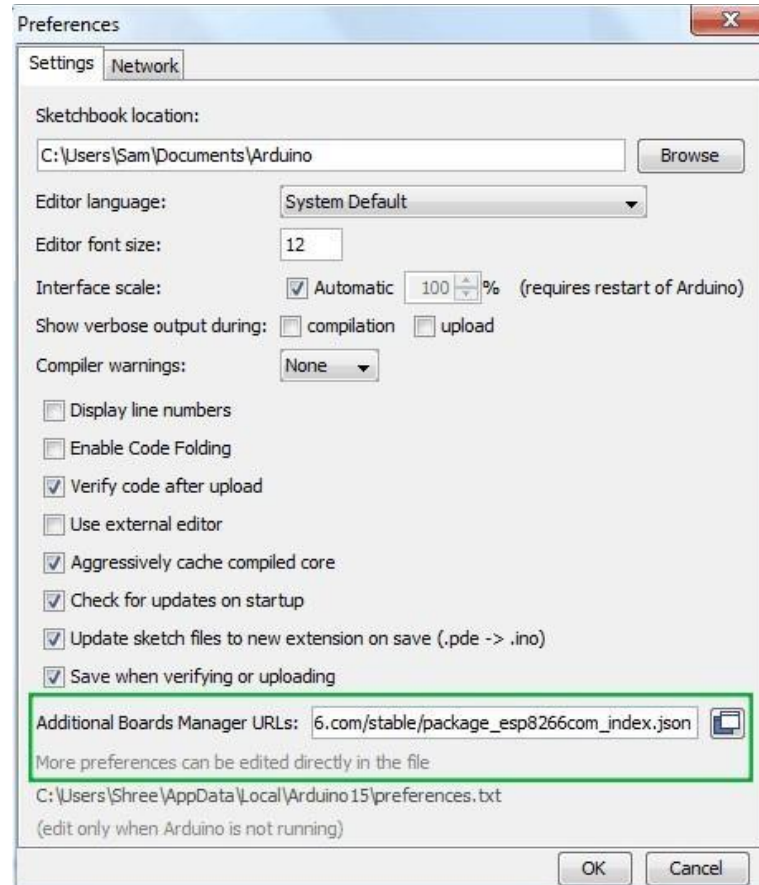 Preferences
Settings Network
Sketchbook location:
C:\Users\Sam\Documents\Arduino Browse
Editor language: System Default
Editor font size: 12
Interface scale: Automatic 100 % (requires restart of Arduino)
Show verbose output during: compilation upload
Compiler warnings: None
Display line numbers
Enable Code Folding
Verify code after upload
Use external editor
Aggressively cache compiled core
Check for updates on startup
Update sketch files to new extension on save (.pde -> .ino)
Save when verifying or uploading
Additional Boards Manager URLs: 6.com/stable/package_esp8266com_index.json
More preferences can be edited directly in the file
C:\Users\Shree\AppData\Local\Arduino15\preferences.txt
(edit only when Arduino is not running)
OK Cancel